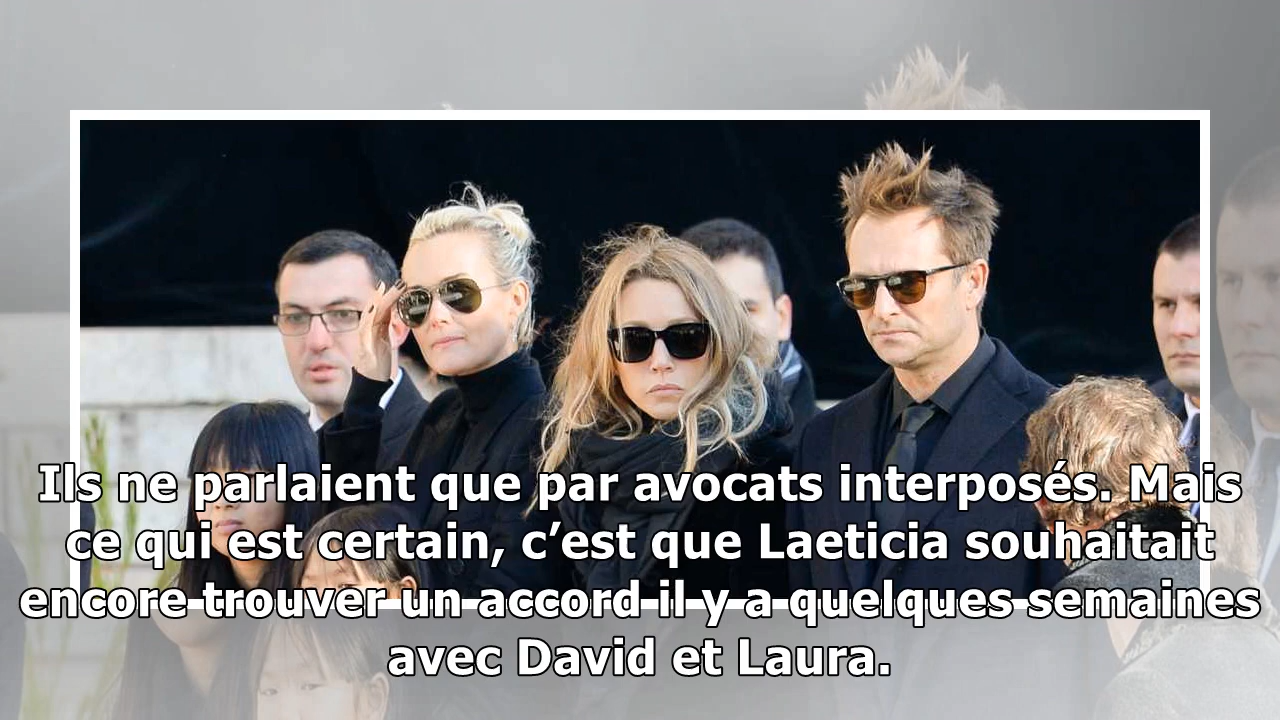 Ils ne parlaient que par avocats interposés. Mais
ce qui est certain, c’est que Laeticia souhaitait
encore trouver un accord il y a quelques semaines
avec David et Laura.